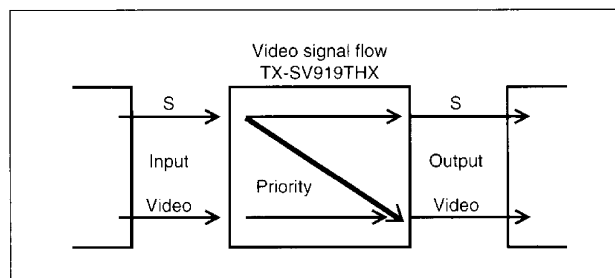 Video signal flow
TX-SV919THX
S
S
Input
Output
Priority
Video
Video